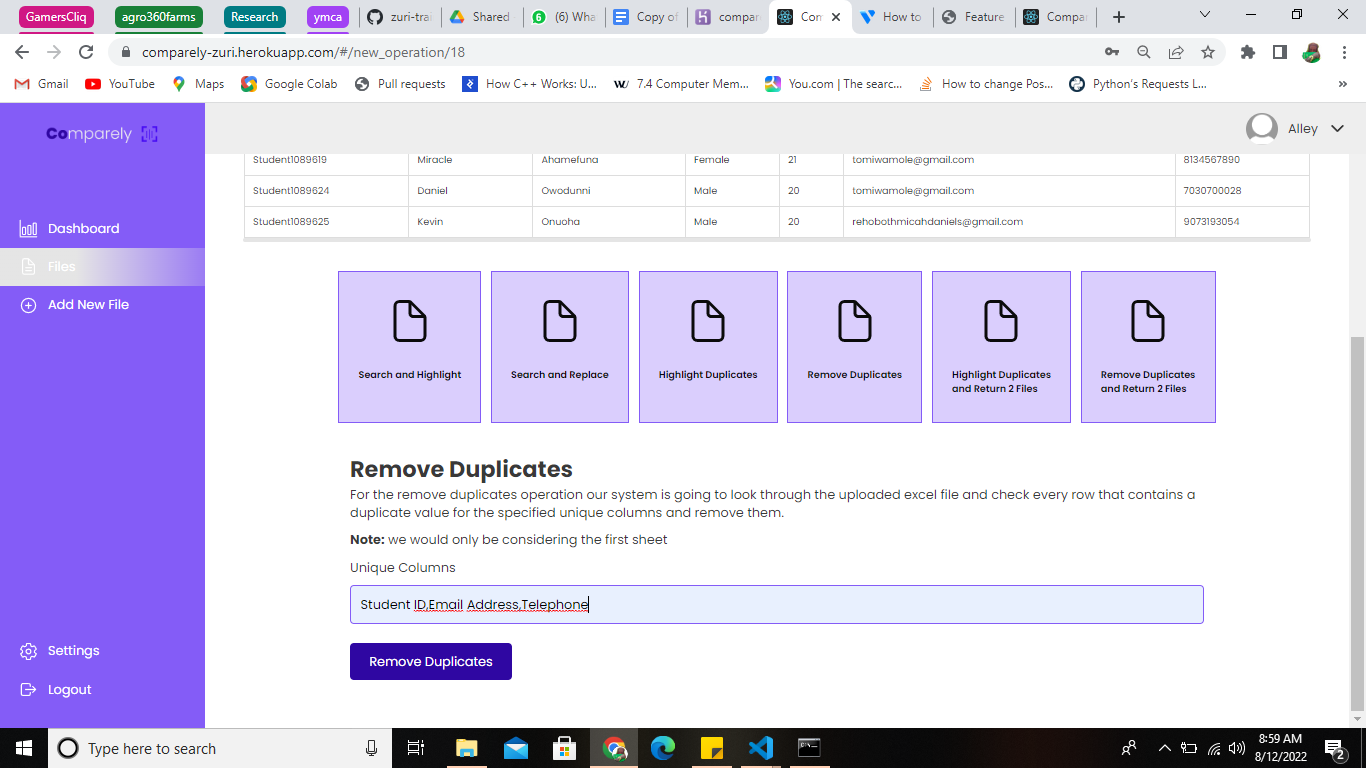 GamersCliq agro360farms Research ymca zuri-trai Shared (6) Wha Copy of compar Com How to Feature Compa
comparely-zuri.herokuapp.com/#/new_operation/18
Gmail YouTube Maps Google Colab Pull requests How C++ Works: U... 7.4 Computer Mem... You.com | The searc... How to change Pos... Python's Requests L... »
Comparely
Alley
Student1089619 Miracle Ahamefuna Female 21 tomiwamole@gmail.com 8134567890
Student1089624 Daniel Owodunni Male 20 tomiwamole@gmail.com 7030700028
Student1089625 Kevin Onuoha Male 20 rehobothmicahdaniels@gmail.com 9073193054
Dashboard
Files
Add New File
Search and Highlight
Search and Replace
Highlight Duplicates
Remove Duplicates
Highlight Duplicates
and Return 2 Files
Remove Duplicates
and Return 2 Files
Remove Duplicates
For the remove duplicates operation our system is going to look through the uploaded excel file and check every row that contains a
duplicate value for the specified unique columns and remove them.
Note: we would only be considering the first sheet
Unique Columns
Student ID,Email Address,Telephone
Remove Duplicates
Settings
Logout
Type here to search
8:59 AM
8/12/2022
2